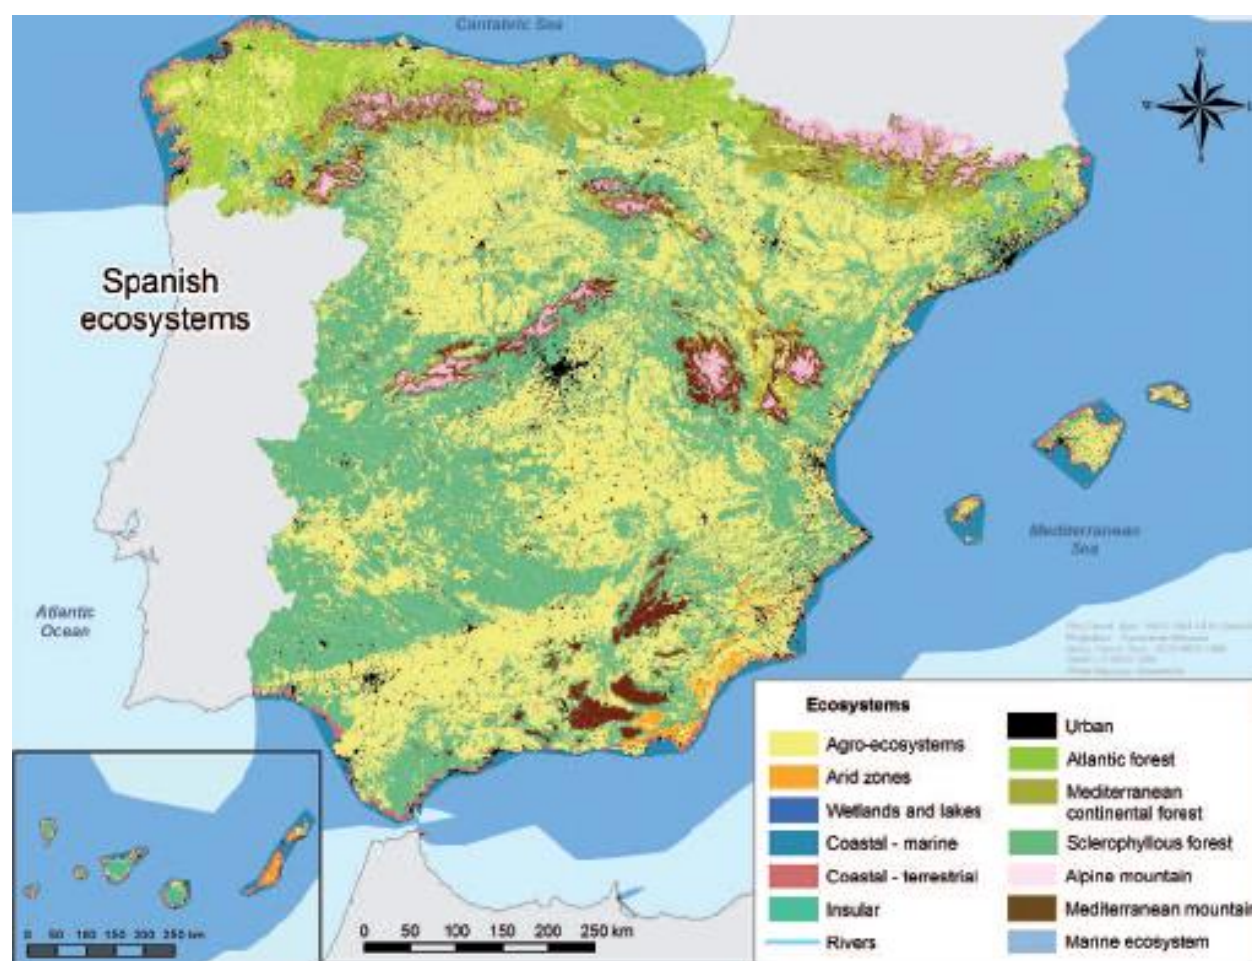 Cantabric Sea
N
Spanish
ecosystems
Mediterranean
Sea
Atlantic
Ocean
Ecosystems
Agro-ecosystems
Arid zones
Wetlands and lakes
Coastal - marine
Coastal - terrestrial
Insular
Rivers
Urban
Atlantic forest
Mediterranean
continental forest
Sclerophyllous forest
Alpine mountain
Mediterranean mountain
Marine ecosystem
0 50 100 150 200 250 km
0 50 100 150 200 250 km